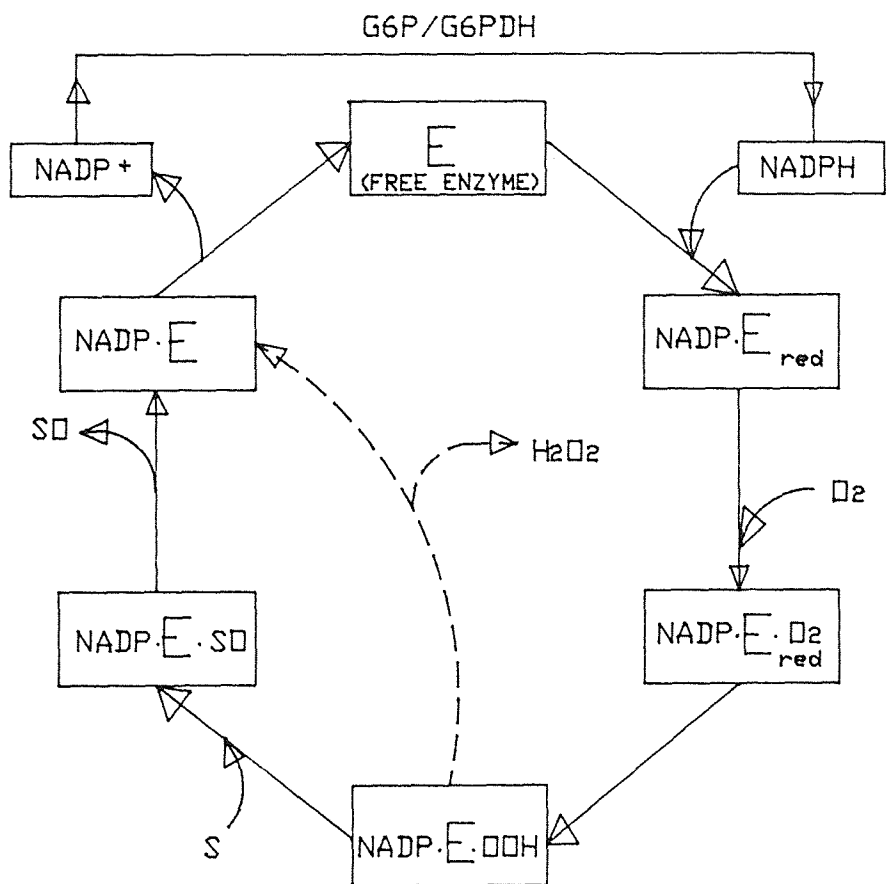 G6P/G6PDH
NADP+
E
(FREE ENZYME)
NADPH
NADP·E
NADP·E red
SO
H2O2
O2
NADP·E·SO
NADP·E·O2 red
S
NADP·E·OOH